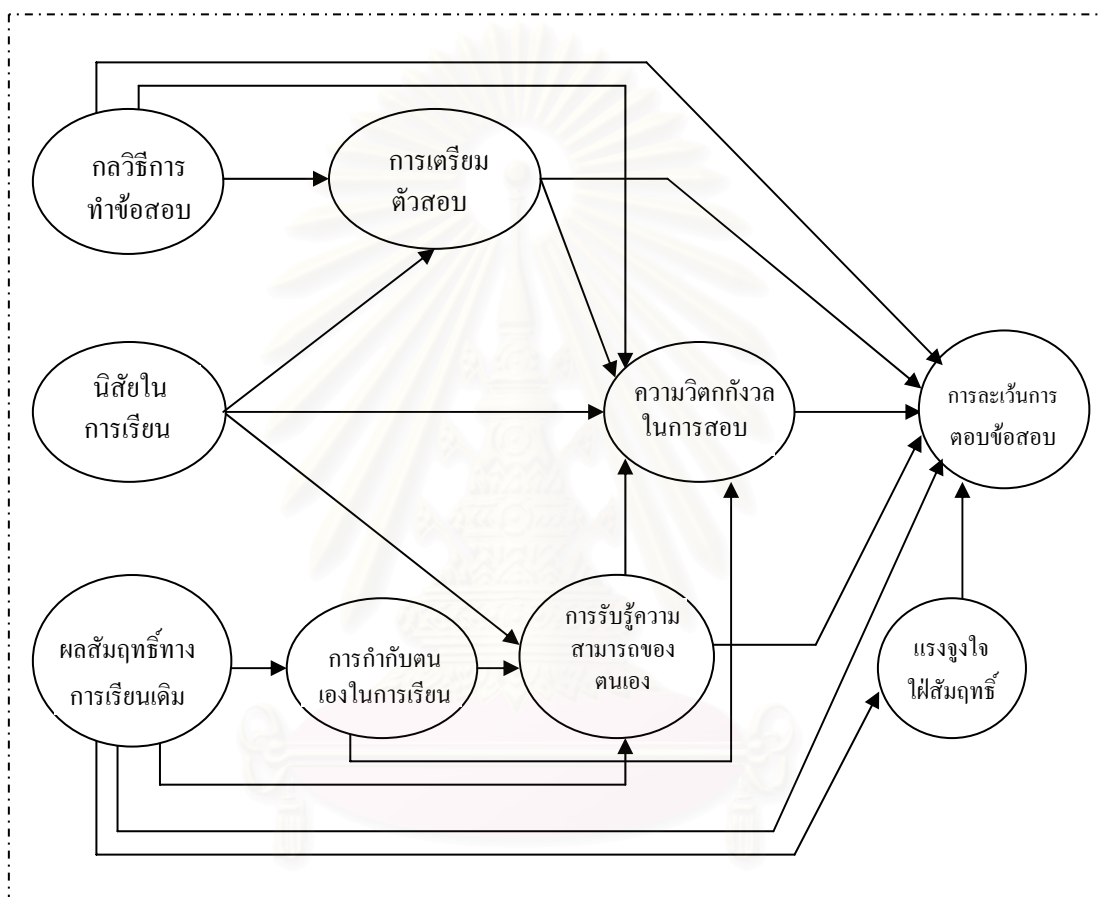 กลวิธีการ
ทำข้อสอบ
การเตรียม
ตัวสอบ
นิสัยใน
การเรียน
ความวิตกกังวล
ในการสอบ
การละเว้นการ
ตอบข้อสอบ
ผลสัมฤทธิ์ทาง
การเรียนเดิม
การกำกับตน
เองในการเรียน
การรับรู้ความ
สามารถของ
ตนเอง
แรงจูงใจ
ใฝ่สัมฤทธิ์